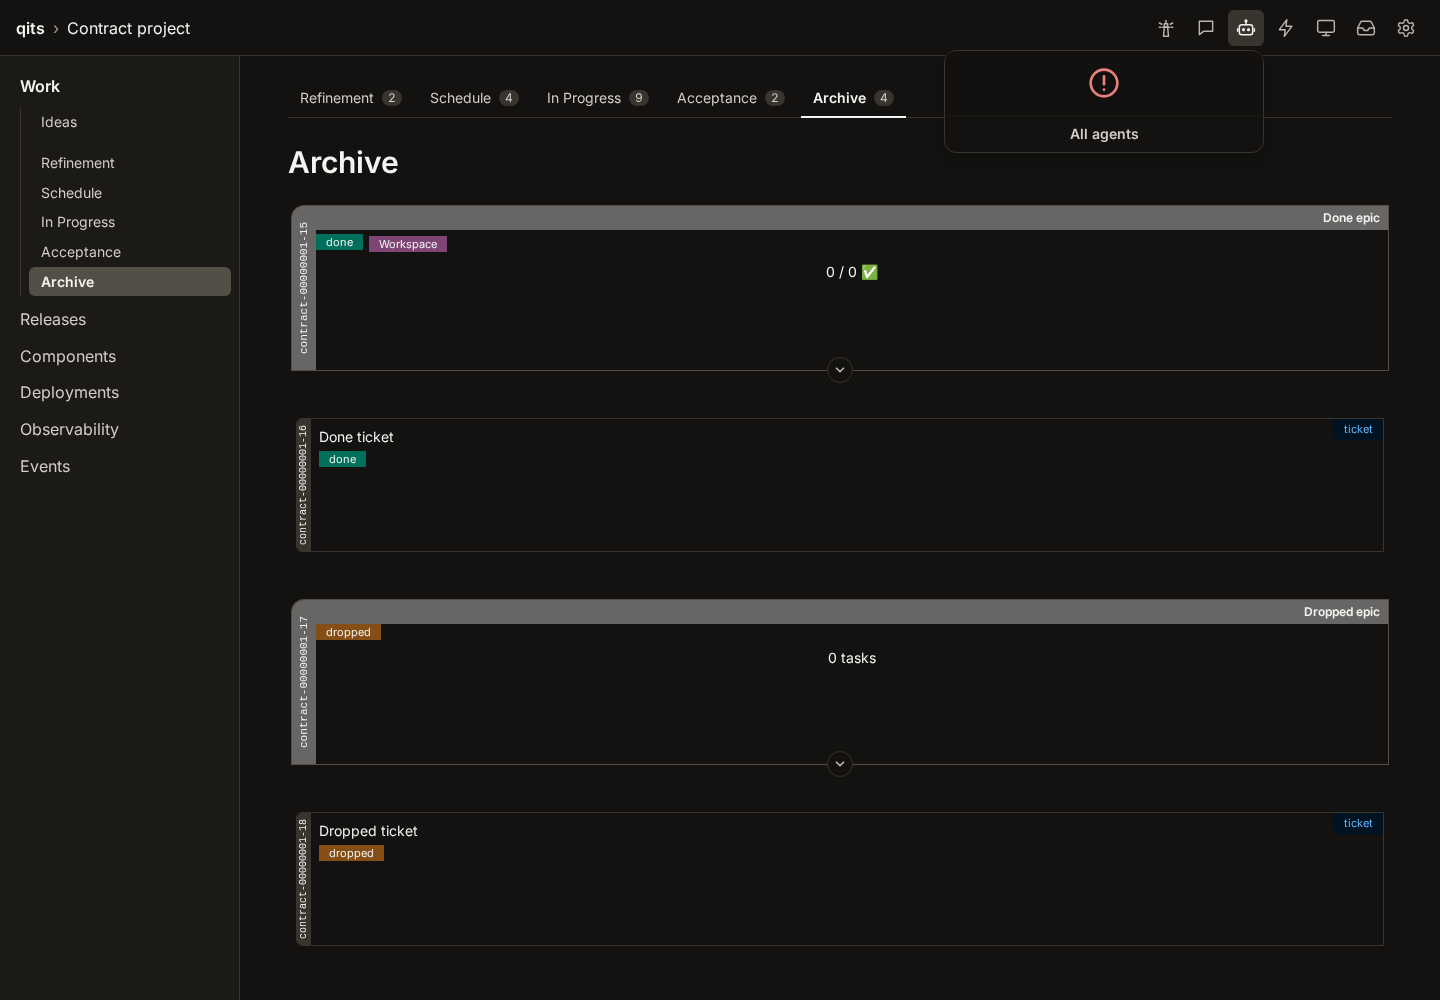 qits › Contract project
Work
Ideas
Refinement
Schedule
In Progress
Acceptance
Archive
Releases
Components
Deployments
Observability
Events
Refinement 2
Schedule 4
In Progress 9
Acceptance 2
Archive 4
All agents
Archive
contract-00000001-15
Done epic
done
Workspace
0 / 0 ✅
contract-00000001-16
Done ticket
ticket
done
contract-00000001-17
Dropped epic
dropped
0 tasks
contract-00000001-18
Dropped ticket
ticket
dropped